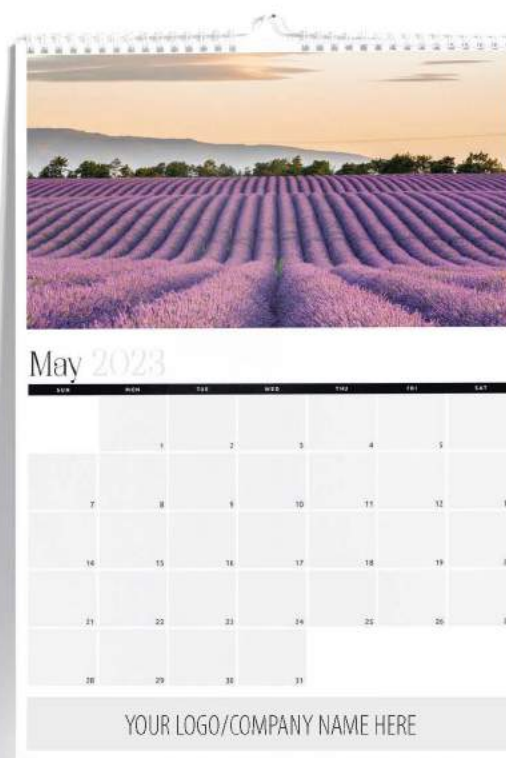 May 2023
SUN MON TUE WED THU FRI SAT
1 2 3 4 5
7 8 9 10 11 12
14 15 16 17 18 19
21 22 23 24 25 26
28 29 30 31
YOUR LOGO/COMPANY NAME HERE